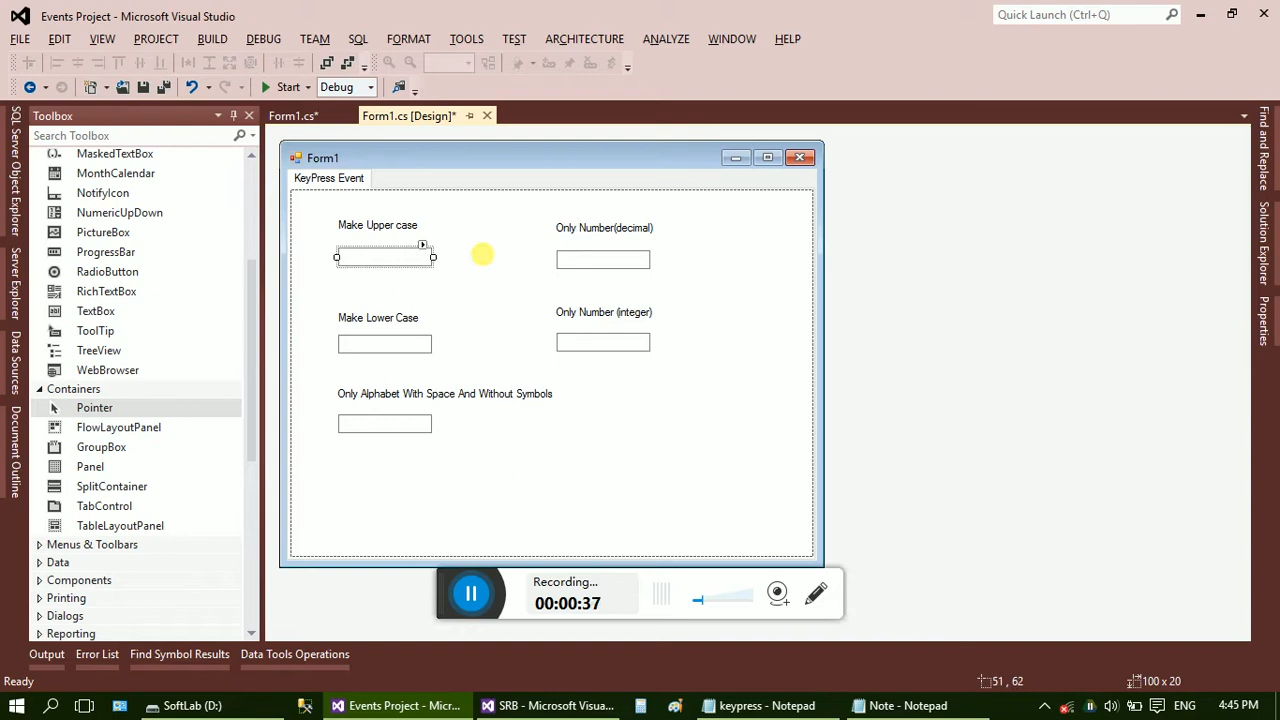 Events Project - Microsoft Visual Studio
Quick Launch (Ctrl+Q)
FILE EDIT VIEW PROJECT BUILD DEBUG TEAM SQL FORMAT TOOLS TEST ARCHITECTURE ANALYZE WINDOW HELP
Start Debug
Toolbox
Form1.cs*
Form1.cs [Design]*
Search Toolbox
MaskedTextBox
MonthCalendar
NotifyIcon
NumericUpDown
PictureBox
ProgressBar
RadioButton
RichTextBox
TextBox
ToolTip
TreeView
WebBrowser
Containers
Pointer
FlowLayoutPanel
GroupBox
Panel
SplitContainer
TabControl
TableLayoutPanel
Menus & Toolbars
Data
Components
Printing
Dialogs
Reporting
SQL Server Object Explorer
Server Explorer
Data Sources
Document Outline
Form1
KeyPress Event
Make Upper case
Only Number(decimal)
Make Lower Case
Only Number (integer)
Only Alphabet With Space And Without Symbols
Recording...
00:00:37
Find and Replace
Properties
Output Error List Find Symbol Results Data Tools Operations
Ready
51 , 62
100 x 20
SoftLab (D:)
Events Project - Mic...
SRB - Microsoft Visua...
keypress - Notepad
Note - Notepad
ENG
4:45 PM